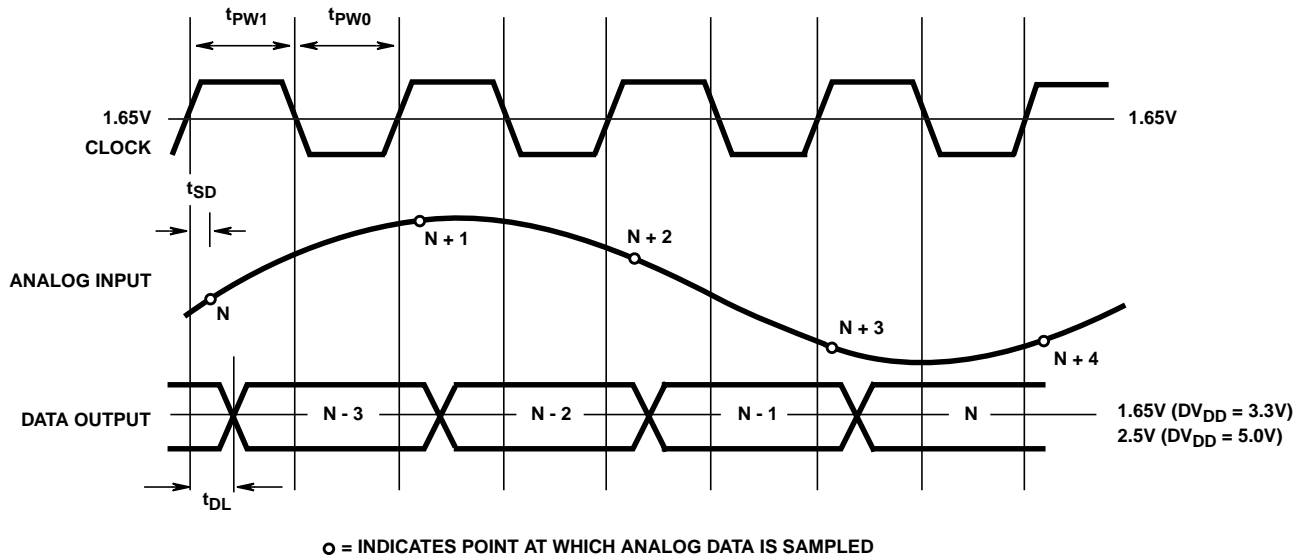 tPW1 tPW0
1.65V 1.65V
CLOCK
tSD
N + 1 N + 2
ANALOG INPUT
N
N + 3
N + 4
DATA OUTPUT N - 3 N - 2 N - 1 N
1.65V (DVDD = 3.3V)
2.5V (DVDD = 5.0V)
tDL
= INDICATES POINT AT WHICH ANALOG DATA IS SAMPLED